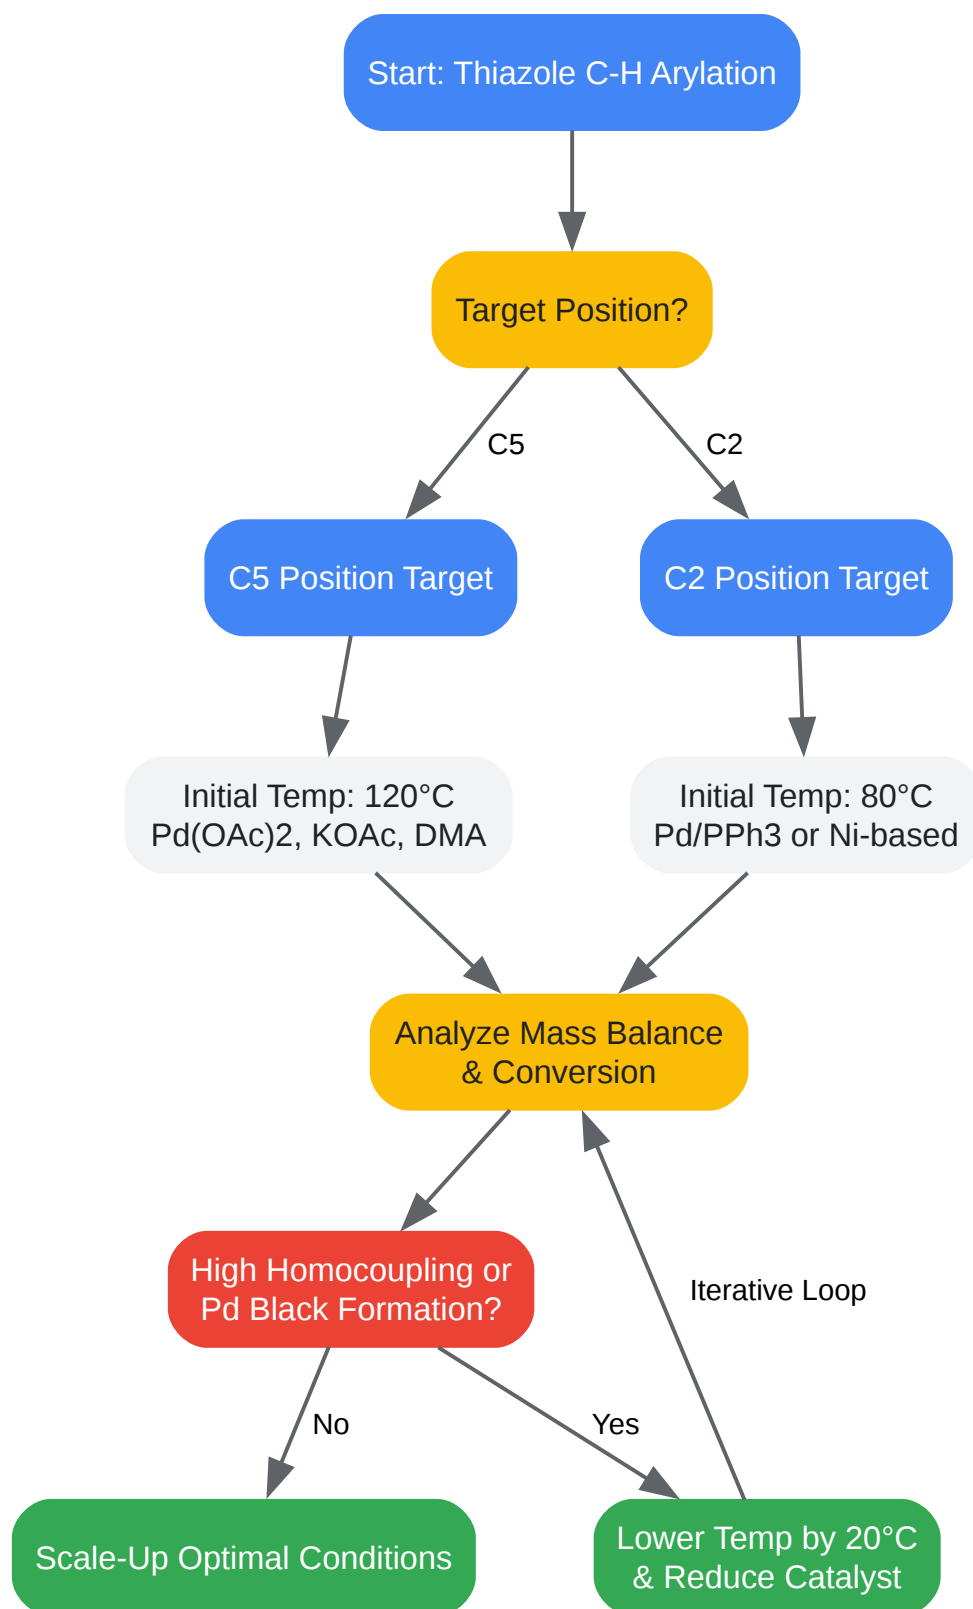 Start: Thiazole C-H Arylation
Target Position?
C5
C2
C5 Position Target
C2 Position Target
Initial Temp: 120°C
Pd(OAc)2, KOAc, DMA
Initial Temp: 80°C
Pd/PPh3 or Ni-based
Analyze Mass Balance
& Conversion
High Homocoupling or
Pd Black Formation?
Iterative Loop
No
Yes
Scale-Up Optimal Conditions
Lower Temp by 20°C
& Reduce Catalyst